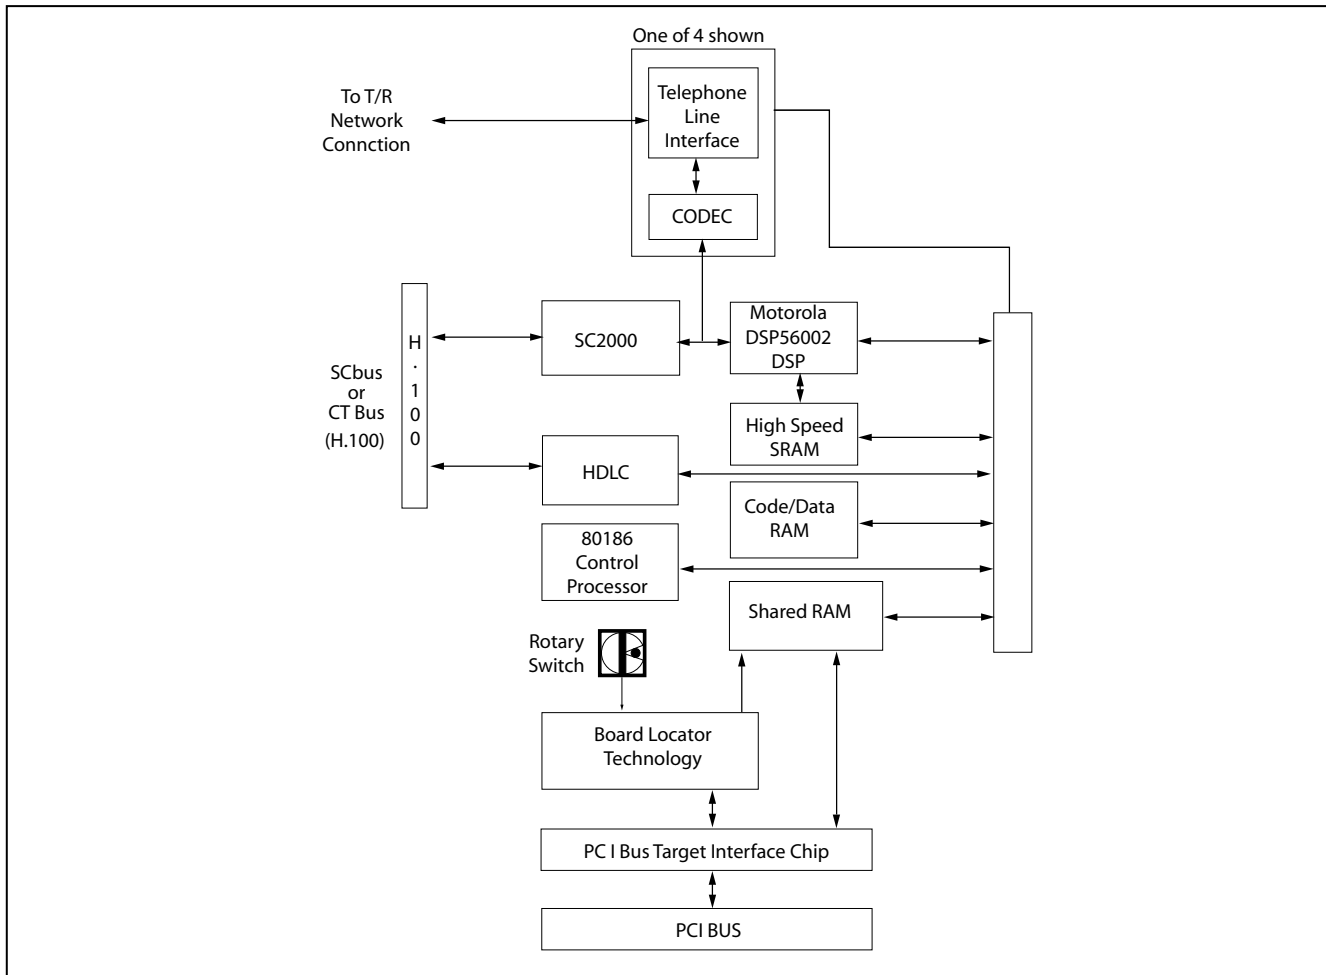 One of 4 shown
To T/R
Network
Connction
Telephone
Line
Interface
CODEC
SCbus
or
CT Bus
(H.100)
H
.
1
0
0
SC2000
Motorola
DSP56002
DSP
High Speed
SRAM
HDLC
Code/Data
RAM
80186
Control
Processor
Shared RAM
Rotary
Switch
Board Locator
Technology
PC I Bus Target Interface Chip
PCI BUS